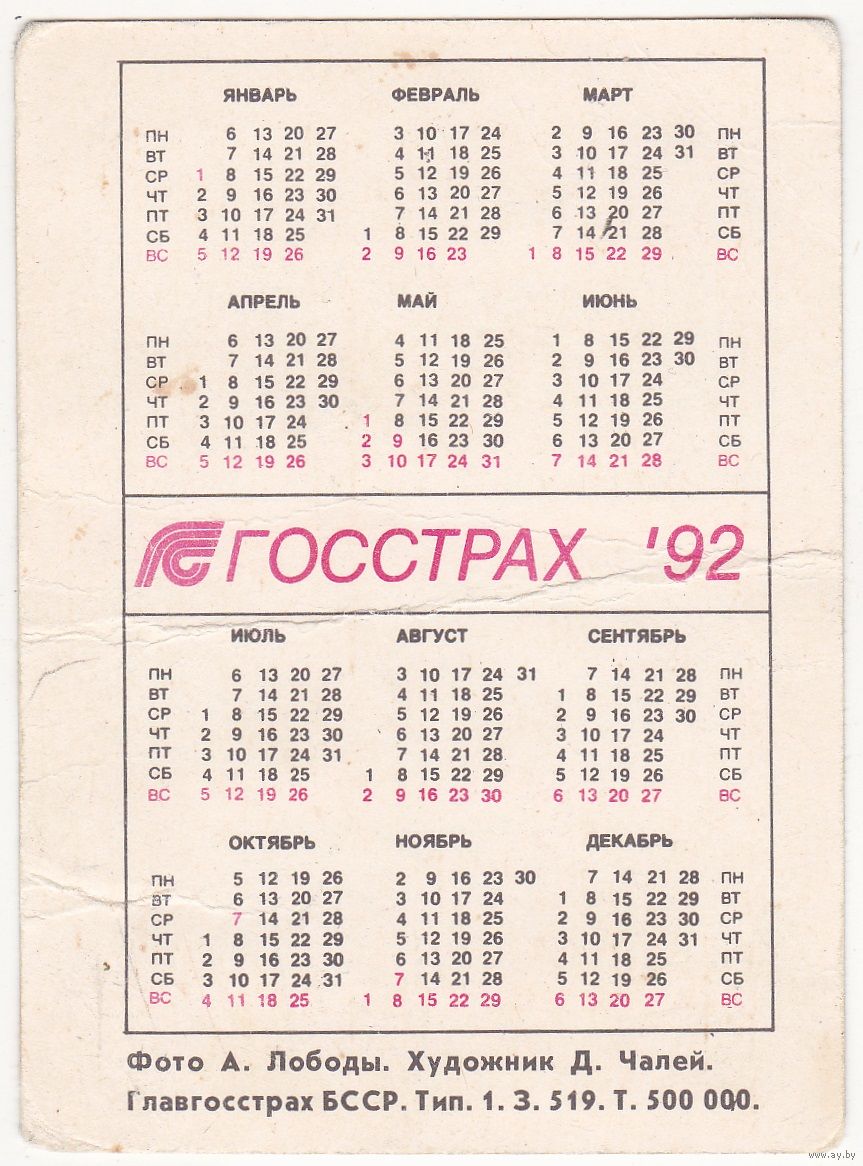 ЯНВАРЬ ФЕВРАЛЬ МАРТ
ПН 6 13 20 27 3 10 17 24 2 9 16 23 30 ПН
ВТ 7 14 21 28 4 11 18 25 3 10 17 24 31 ВТ
СР 1 8 15 22 29 5 12 19 26 4 11 18 25 СР
ЧТ 2 9 16 23 30 6 13 20 27 5 12 19 26 ЧТ
ПТ 3 10 17 24 31 7 14 21 28 6 13 20 27 ПТ
СБ 4 11 18 25 1 8 15 22 29 7 14 21 28 СБ
ВС 5 12 19 26 2 9 16 23 1 8 15 22 29 ВС
АПРЕЛЬ МАЙ ИЮНЬ
ПН 6 13 20 27 4 11 18 25 1 8 15 22 29 ПН
ВТ 7 14 21 28 5 12 19 26 2 9 16 23 30 ВТ
СР 1 8 15 22 29 6 13 20 27 3 10 17 24 СР
ЧТ 2 9 16 23 30 7 14 21 28 4 11 18 25 ЧТ
ПТ 3 10 17 24 1 8 15 22 29 5 12 19 26 ПТ
СБ 4 11 18 25 2 9 16 23 30 6 13 20 27 СБ
ВС 5 12 19 26 3 10 17 24 31 7 14 21 28 ВС
ГОССТРАХ '92
ИЮЛЬ АВГУСТ СЕНТЯБРЬ
ПН 6 13 20 27 3 10 17 24 31 7 14 21 28 ПН
ВТ 7 14 21 28 4 11 18 25 1 8 15 22 29 ВТ
СР 1 8 15 22 29 5 12 19 26 2 9 16 23 30 СР
ЧТ 2 9 16 23 30 6 13 20 27 3 10 17 24 ЧТ
ПТ 3 10 17 24 31 7 14 21 28 4 11 18 25 ПТ
СБ 4 11 18 25 1 8 15 22 29 5 12 19 26 СБ
ВС 5 12 19 26 2 9 16 23 30 6 13 20 27 ВС
ОКТЯБРЬ НОЯБРЬ ДЕКАБРЬ
ПН 5 12 19 26 2 9 16 23 30 7 14 21 28 ПН
ВТ 6 13 20 27 3 10 17 24 1 8 15 22 29 ВТ
СР 7 14 21 28 4 11 18 25 2 9 16 23 30 СР
ЧТ 1 8 15 22 29 5 12 19 26 3 10 17 24 31 ЧТ
ПТ 2 9 16 23 30 6 13 20 27 4 11 18 25 ПТ
СБ 3 10 17 24 31 7 14 21 28 5 12 19 26 СБ
ВС 4 11 18 25 1 8 15 22 29 6 13 20 27 ВС
Фото А. Лободы. Художник Д. Чалей.
Главгосстрах БССР. Тип. 1. З. 519. Т. 500 000.
www.ay.by